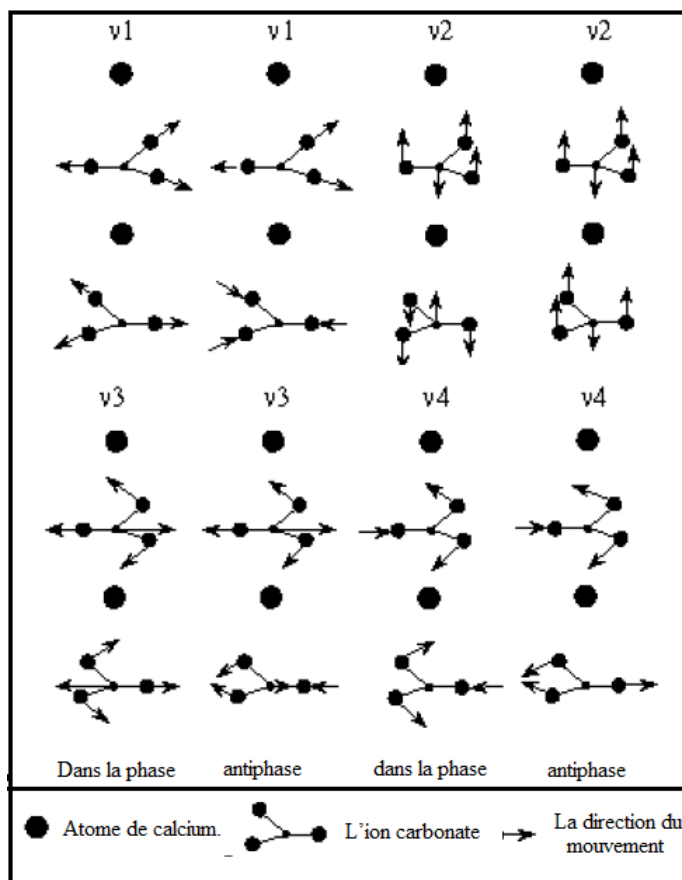 ν1 ν1 ν2 ν2
ν3 ν3 ν4 ν4
Dans la phase antiphase dans la phase antiphase
Atome de calcium. L'ion carbonate La direction du
mouvement